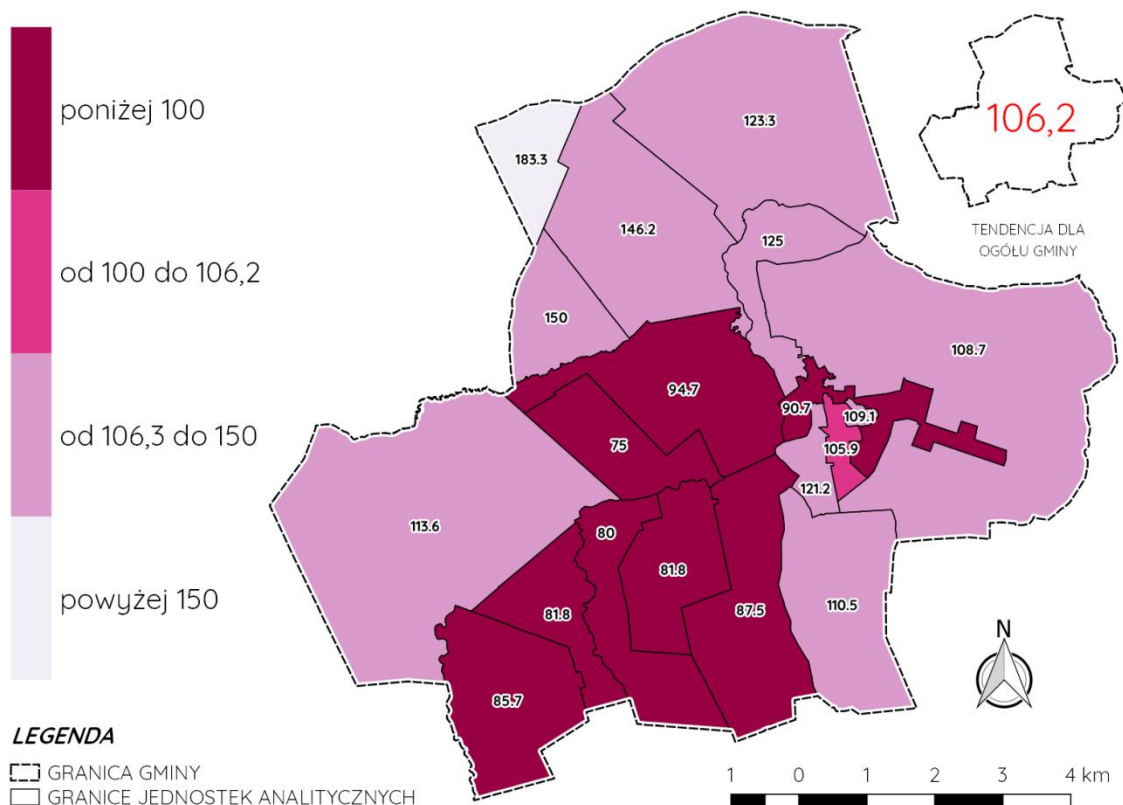 poniżej 100
od 100 do 106,2
od 106,3 do 150
powyżej 150
183.3
123.3
146.2
125
150
108.7
94.7
90.7
109.1
75
105.9
121.2
113.6
80
81.8
81.8
87.5
110.5
85.7
106,2
TENDENCJA DLA
OGÓŁU GMINY
N
LEGENDA
GRANICA GMINY
GRANICE JEDNOSTEK ANALITYCZNYCH
1 0 1 2 3 4 km